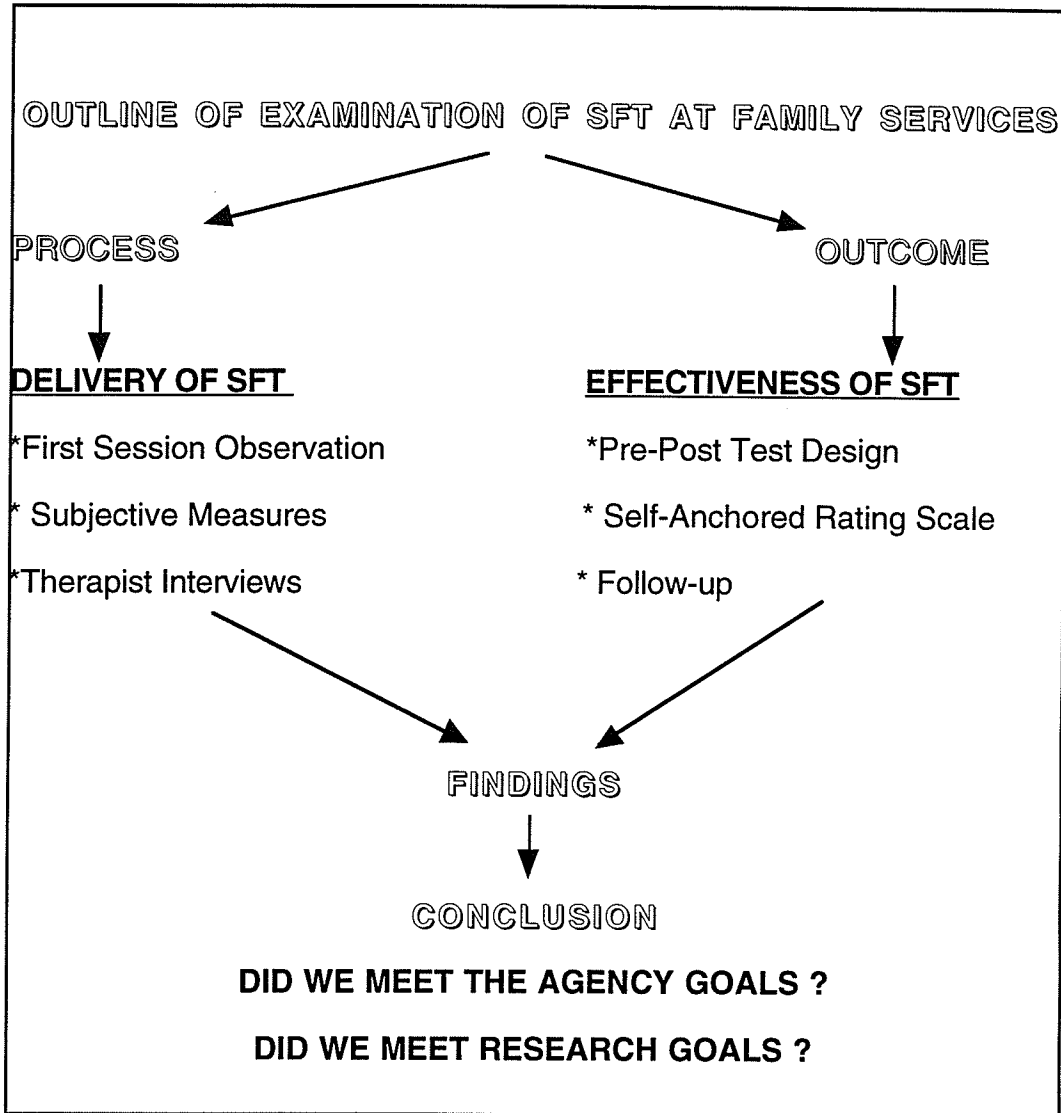 OUTLINE OF EXAMINATION OF SFT AT FAMILY SERVICES
PROCESS
OUTCOME
DELIVERY OF SFT
*First Session Observation
* Subjective Measures
*Therapist Interviews
EFFECTIVENESS OF SFT
*Pre-Post Test Design
* Self-Anchored Rating Scale
* Follow-up
FINDINGS
CONCLUSION
DID WE MEET THE AGENCY GOALS ?
DID WE MEET RESEARCH GOALS ?